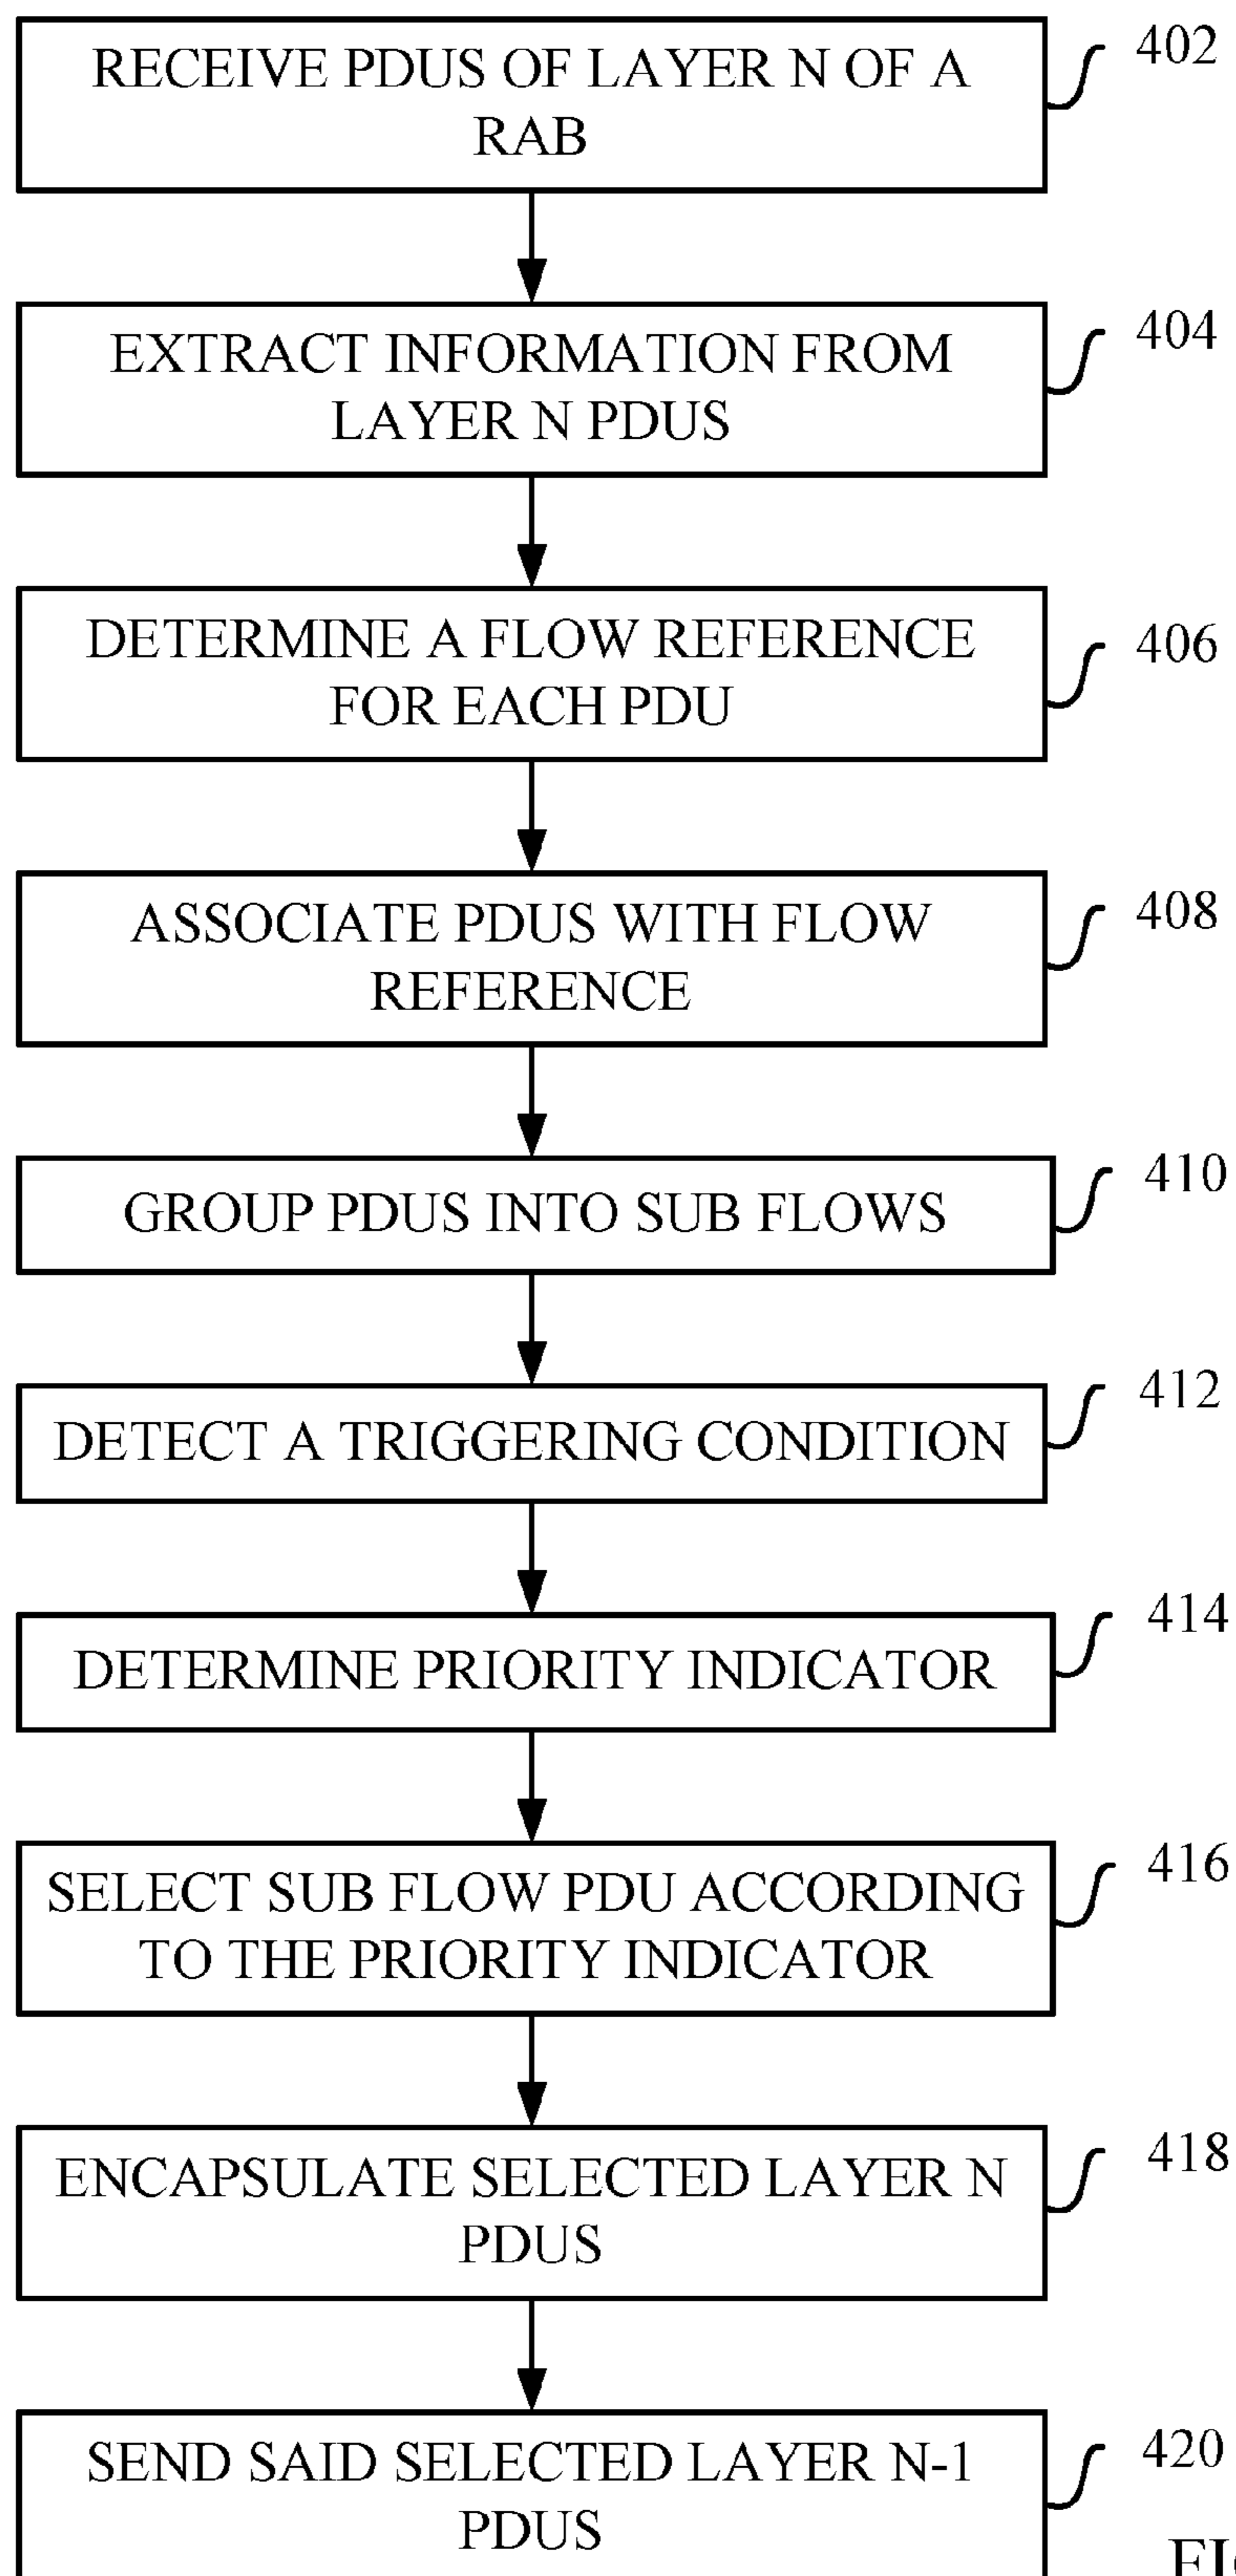 RECEIVE PDUS OF LAYER N OF A
RAB
402
EXTRACT INFORMATION FROM
LAYER N PDUS
404
DETERMINE A FLOW REFERENCE
FOR EACH PDU
406
ASSOCIATE PDUS WITH FLOW
REFERENCE
408
GROUP PDUS INTO SUB FLOWS
410
DETECT A TRIGGERING CONDITION
412
DETERMINE PRIORITY INDICATOR
414
SELECT SUB FLOW PDU ACCORDING
TO THE PRIORITY INDICATOR
416
ENCAPSULATE SELECTED LAYER N
PDUS
418
SEND SAID SELECTED LAYER N-1
PDUS
420